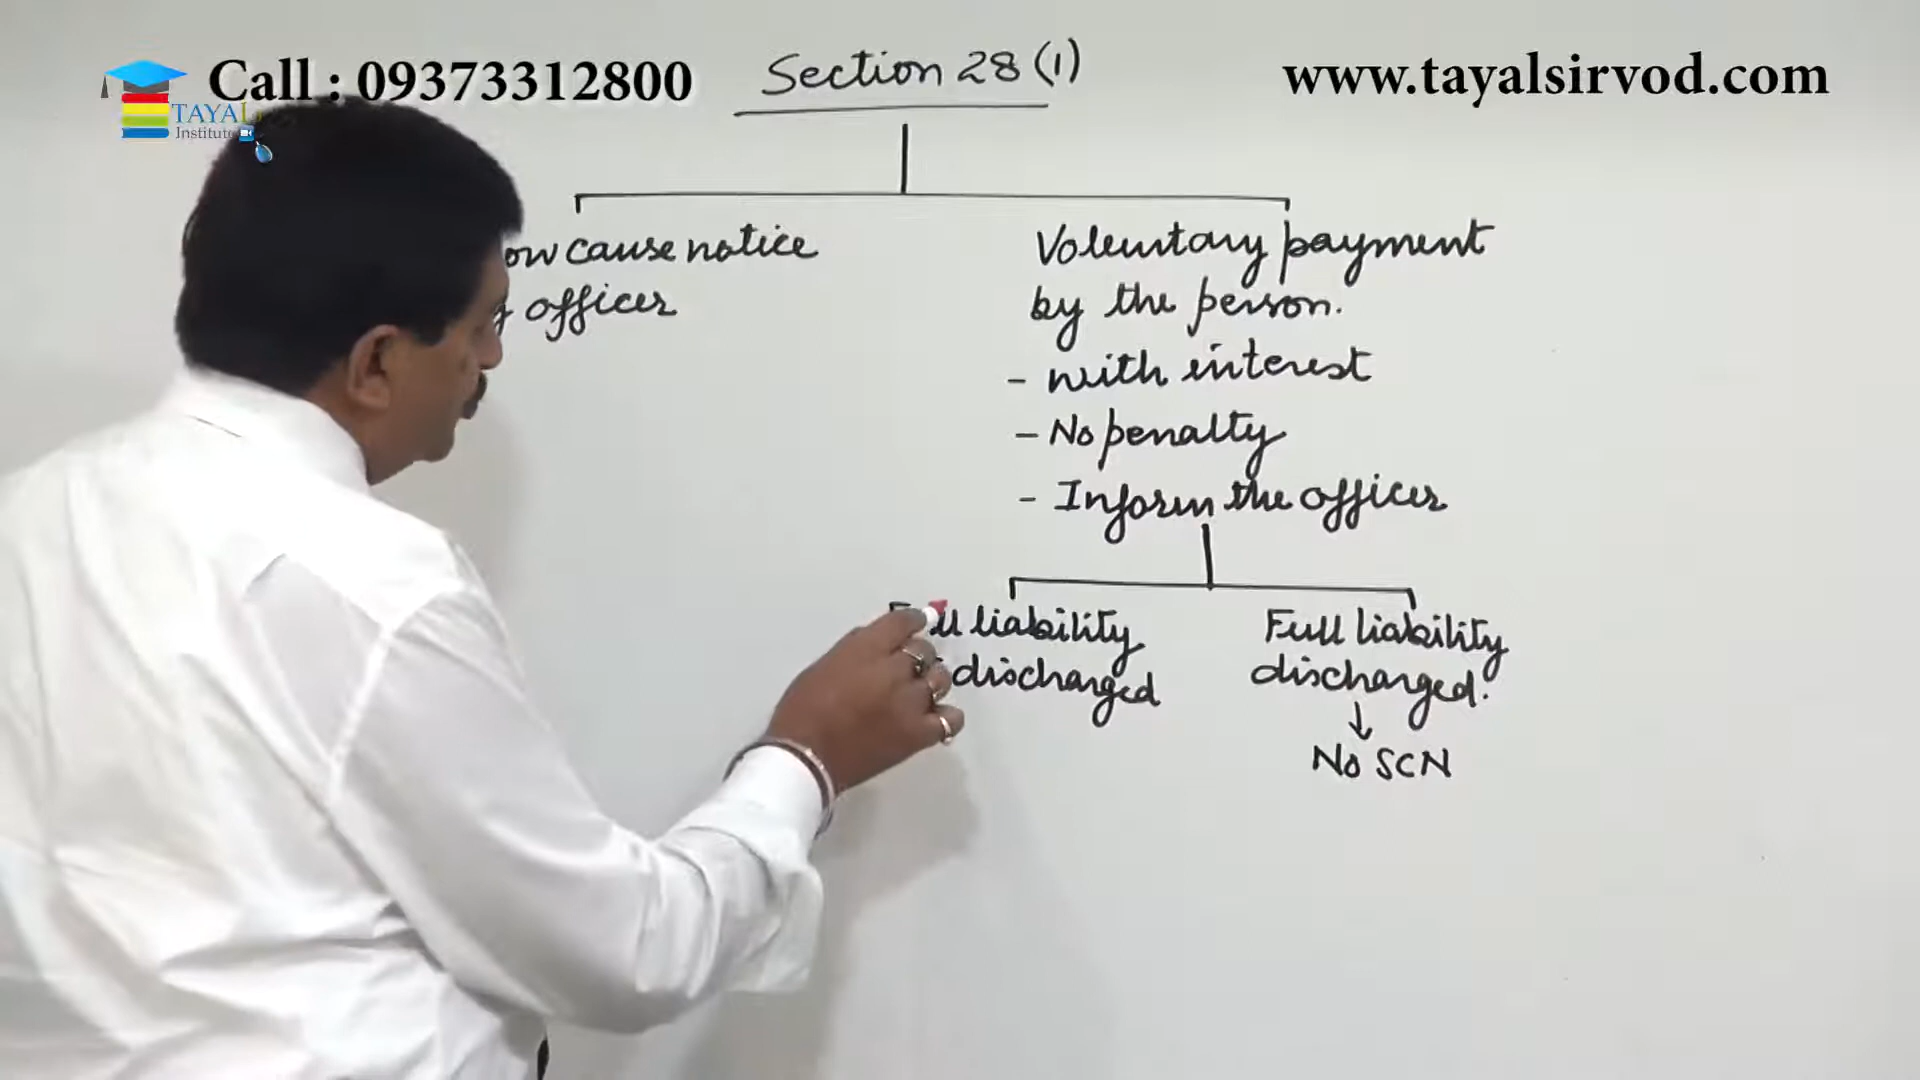 Call : 09373312800
www.tayalsirvod.com
TAYAL
Institute
Section 28 (1)
cause notice
officer
Voluntary payment
by the person.
- with interest
- No penalty
- Inform the officer
liability
discharged
Full liability
discharged.
↓
No SCN